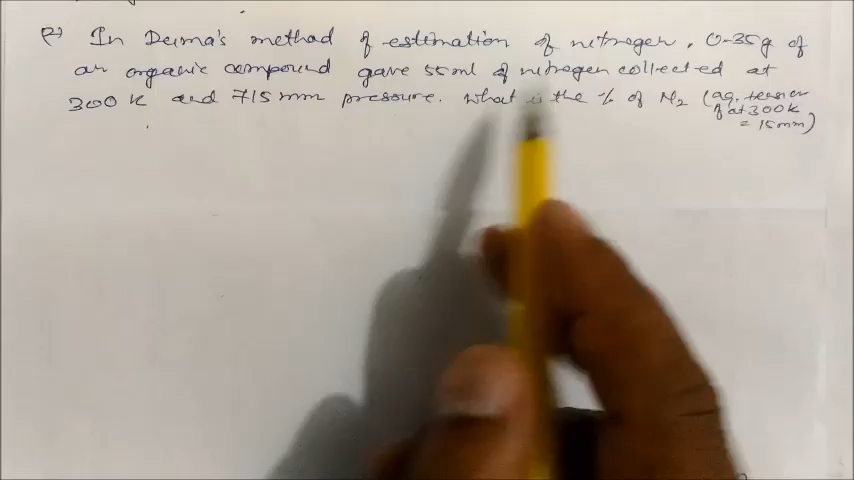 Q) In Duma's method of estimation of nitrogen. 0.35g of
an organic compound gave 55ml of nitrogen collected at
300 K and 715 mm pressure. What is the % of N2 (aq. tension
of at 300K
= 15mm)